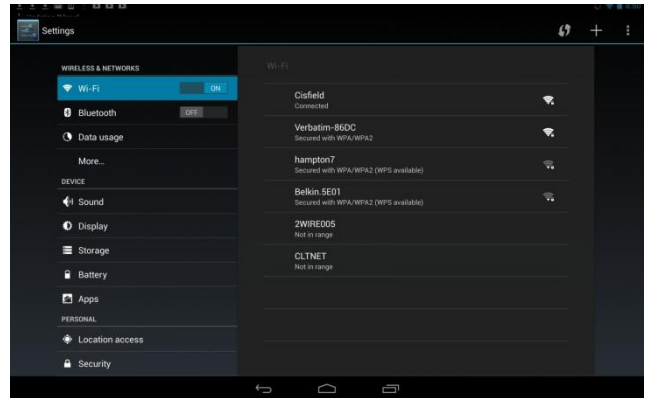 Settings
WIRELESS & NETWORKS
Wi-Fi
ON
Bluetooth
OFF
Data usage
More...
DEVICE
Sound
Display
Storage
Battery
Apps
PERSONAL
Location access
Security
Wi-Fi
Cisfield
Connected
Verbatim-86DC
Secured with WPA/WPA2
hampton7
Secured with WPA/WPA2 (WPS available)
Belkin.5E01
Secured with WPA/WPA2 (WPS available)
2WIRE005
Not in range
CLTNET
Not in range